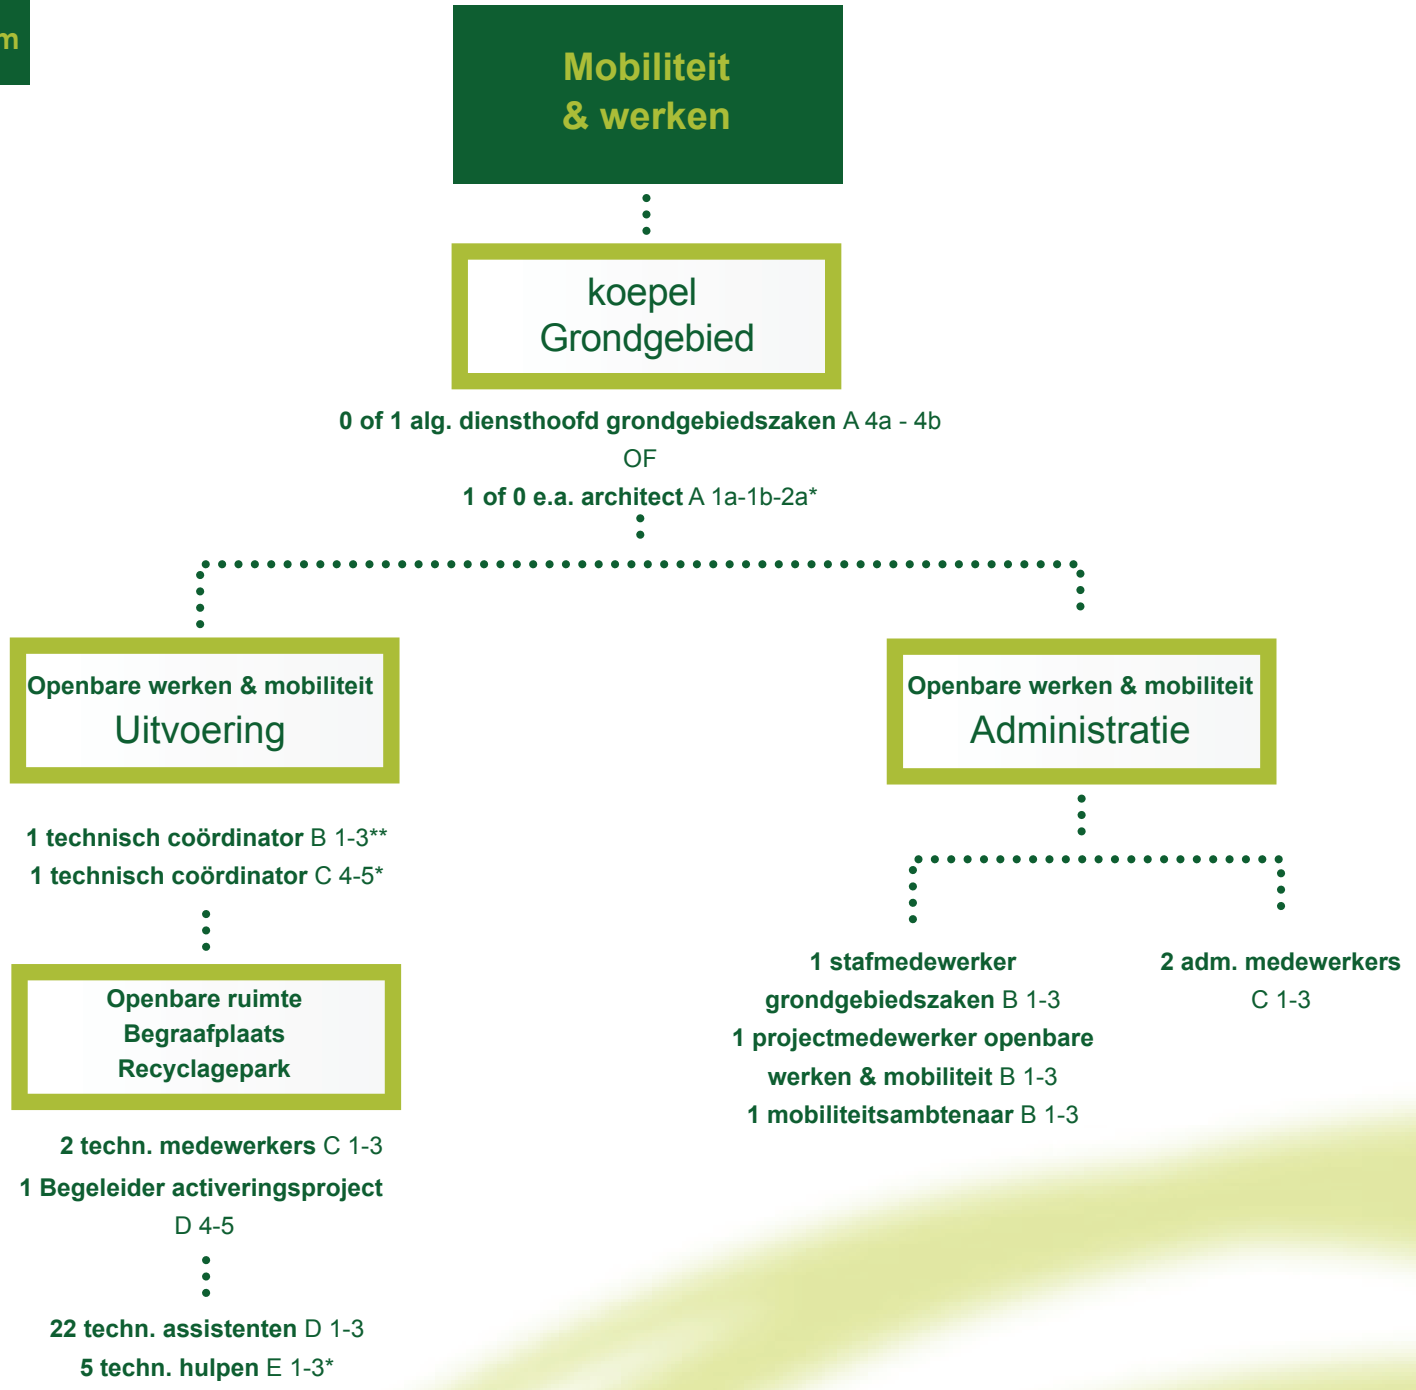 m
Mobiliteit
& werken
koepel
Grondgebied
0 of 1 alg. diensthoofd grondgebiedszaken A 4a - 4b
OF
1 of 0 e.a. architect A 1a-1b-2a*
Openbare werken & mobiliteit
Uitvoering
1 technisch coördinator B 1-3**
1 technisch coördinator C 4-5*
Openbare ruimte
Begraafplaats
Recyclagepark
2 techn. medewerkers C 1-3
1 Begeleider activeringsproject
D 4-5
22 techn. assistenten D 1-3
5 techn. hulpen E 1-3*
Openbare werken & mobiliteit
Administratie
1 stafmedewerker
grondgebiedszaken B 1-3
1 projectmedewerker openbare
werken & mobiliteit B 1-3
1 mobiliteitsambtenaar B 1-3
2 adm. medewerkers
C 1-3